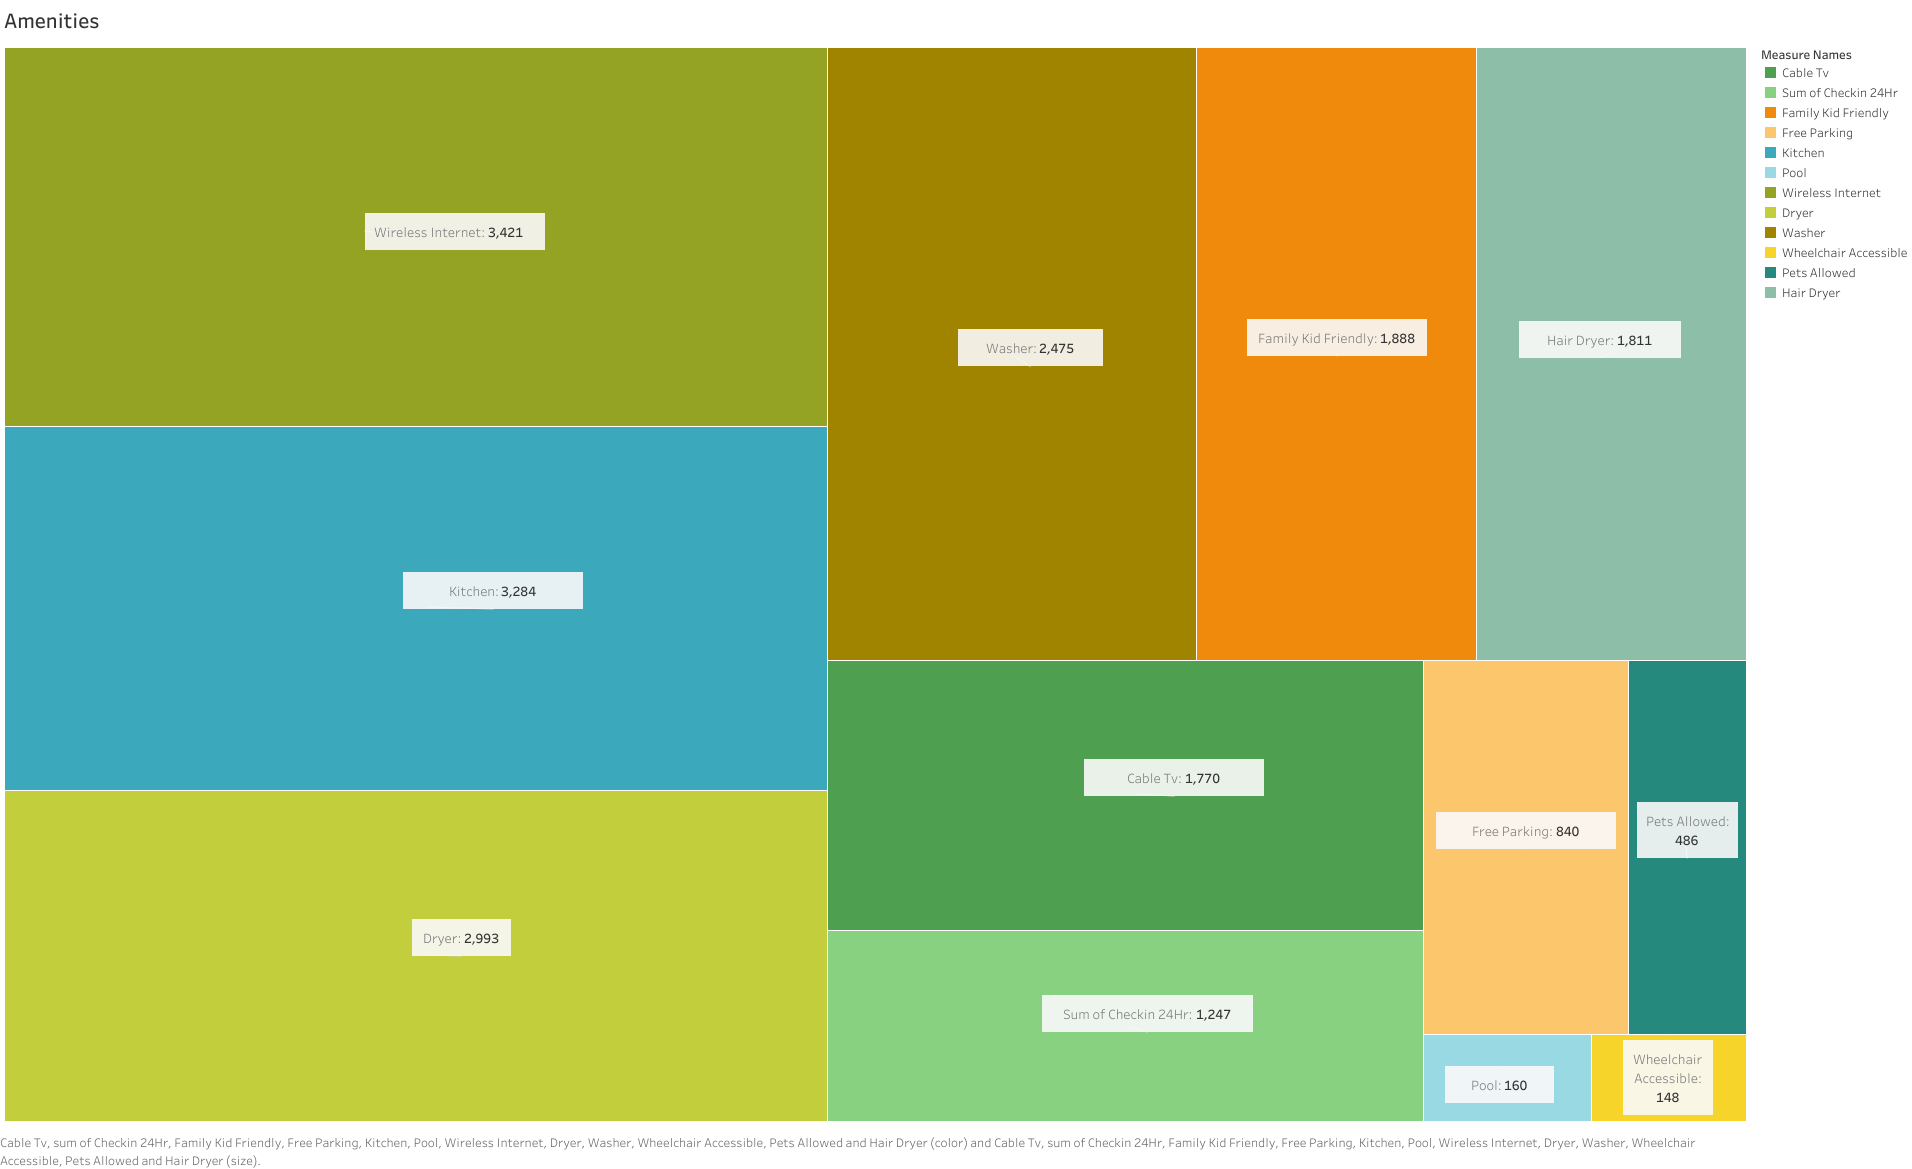 Amenities
Wireless Internet: 3,421
Kitchen: 3,284
Dryer: 2,993
Washer: 2,475
Family Kid Friendly: 1,888
Hair Dryer: 1,811
Cable Tv: 1,770
Sum of Checkin 24Hr: 1,247
Free Parking: 840
Pets Allowed:
486
Pool: 160
Wheelchair
Accessible:
148
Measure Names
Cable Tv
Sum of Checkin 24Hr
Family Kid Friendly
Free Parking
Kitchen
Pool
Wireless Internet
Dryer
Washer
Wheelchair Accessible
Pets Allowed
Hair Dryer
Cable Tv, sum of Checkin 24Hr, Family Kid Friendly, Free Parking, Kitchen, Pool, Wireless Internet, Dryer, Washer, Wheelchair Accessible, Pets Allowed and Hair Dryer (color) and Cable Tv, sum of Checkin 24Hr, Family Kid Friendly, Free Parking, Kitchen, Pool, Wireless Internet, Dryer, Washer, Wheelchair
Accessible, Pets Allowed and Hair Dryer (size).